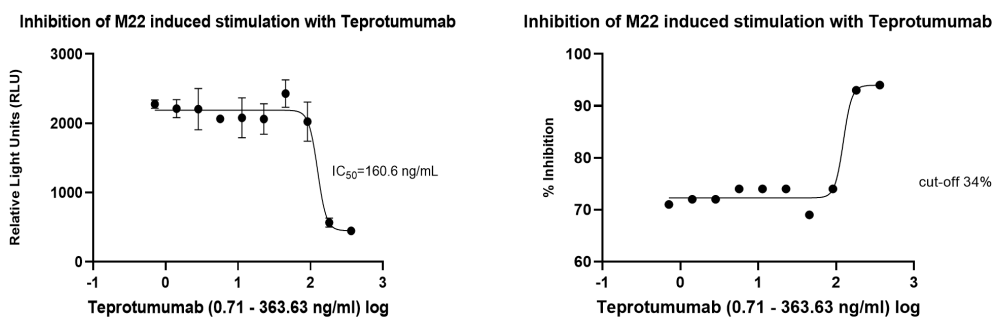 Inhibition of M22 induced stimulation with Teprotumumab
Relative Light Units (RLU)
3000
2000
1000
0
IC50=160.6 ng/mL
-1 0 1 2 3
Teprotumumab (0.71 - 363.63 ng/ml) log
Inhibition of M22 induced stimulation with Teprotumumab
% Inhibition
100
90
80
70
60
cut-off 34%
-1 0 1 2 3
Teprotumumab (0.71 - 363.63 ng/ml) log